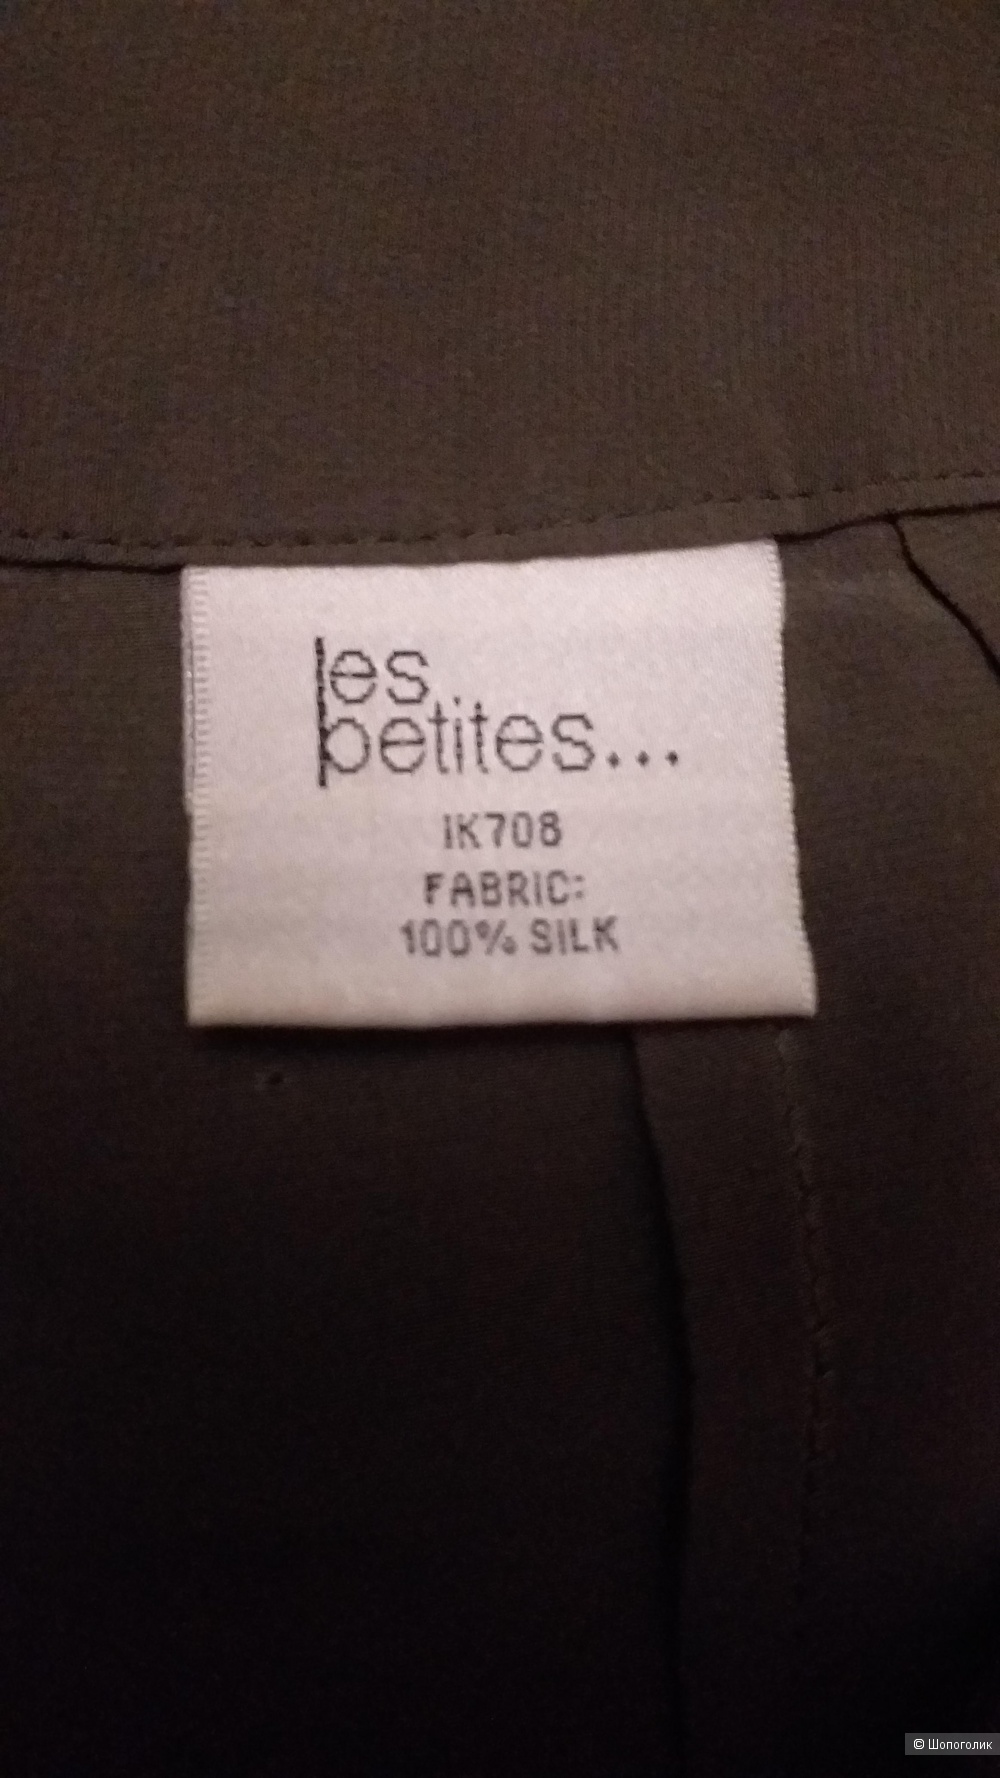 les
petites...
IK708
FABRIC:
100% SILK
© Шопоголик